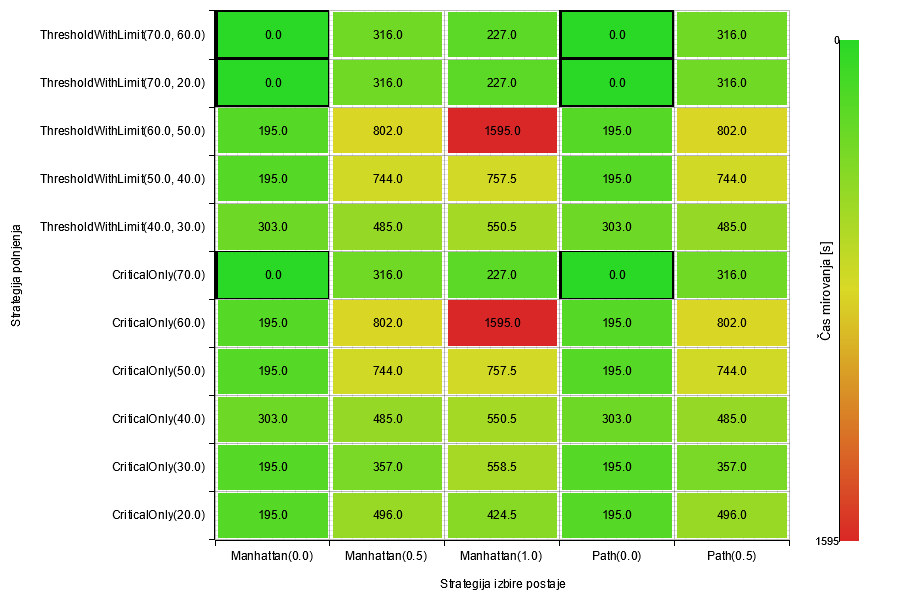 ThresholdWithLimit(70.0, 60.0) 0.0 316.0 227.0 0.0 316.0
ThresholdWithLimit(70.0, 20.0) 0.0 316.0 227.0 0.0 316.0
ThresholdWithLimit(60.0, 50.0) 195.0 802.0 1595.0 195.0 802.0
ThresholdWithLimit(50.0, 40.0) 195.0 744.0 757.5 195.0 744.0
ThresholdWithLimit(40.0, 30.0) 303.0 485.0 550.5 303.0 485.0
CriticalOnly(70.0) 0.0 316.0 227.0 0.0 316.0
CriticalOnly(60.0) 195.0 802.0 1595.0 195.0 802.0
CriticalOnly(50.0) 195.0 744.0 757.5 195.0 744.0
CriticalOnly(40.0) 303.0 485.0 550.5 303.0 485.0
CriticalOnly(30.0) 195.0 357.0 558.5 195.0 357.0
CriticalOnly(20.0) 195.0 496.0 424.5 195.0 496.0
Manhattan(0.0) Manhattan(0.5) Manhattan(1.0) Path(0.0) Path(0.5)
Strategija izbire postaje
Strategija polnjenja
0
1595
Čas mirovanja [s]